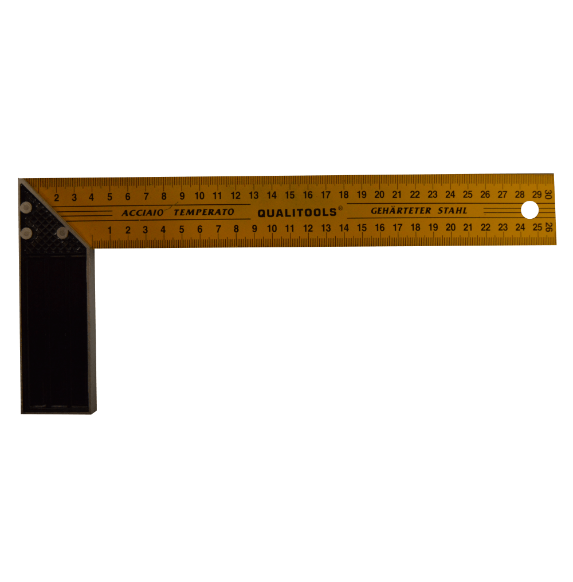 2 3 4 5 6 7 8 9 10 11 12 13 14 15 16 17 18 19 20 21 22 23 24 25 26 27 28 29 30
ACCIAIO TEMPERATO QUALITOOLS® GEHÄRTETER STAHL
1 2 3 4 5 6 7 8 9 10 11 12 13 14 15 16 17 18 19 20 21 22 23 24 25 26